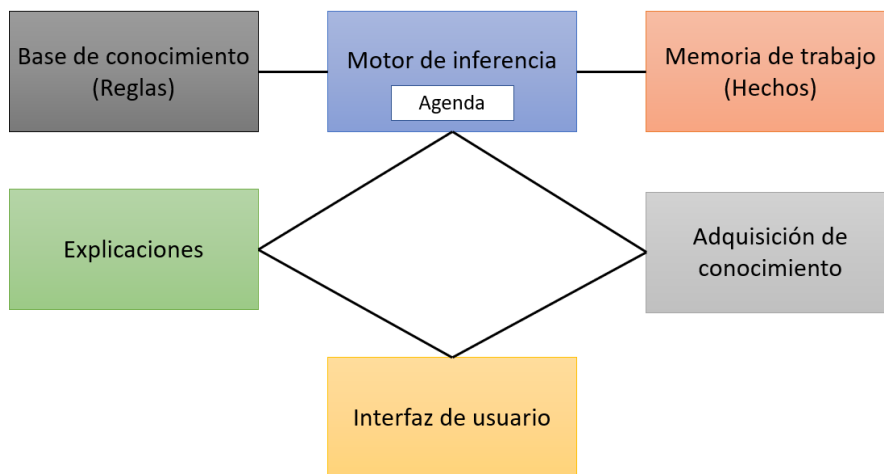 Base de conocimiento
(Reglas)
Motor de inferencia
Agenda
Memoria de trabajo
(Hechos)
Explicaciones
Adquisición de
conocimiento
Interfaz de usuario